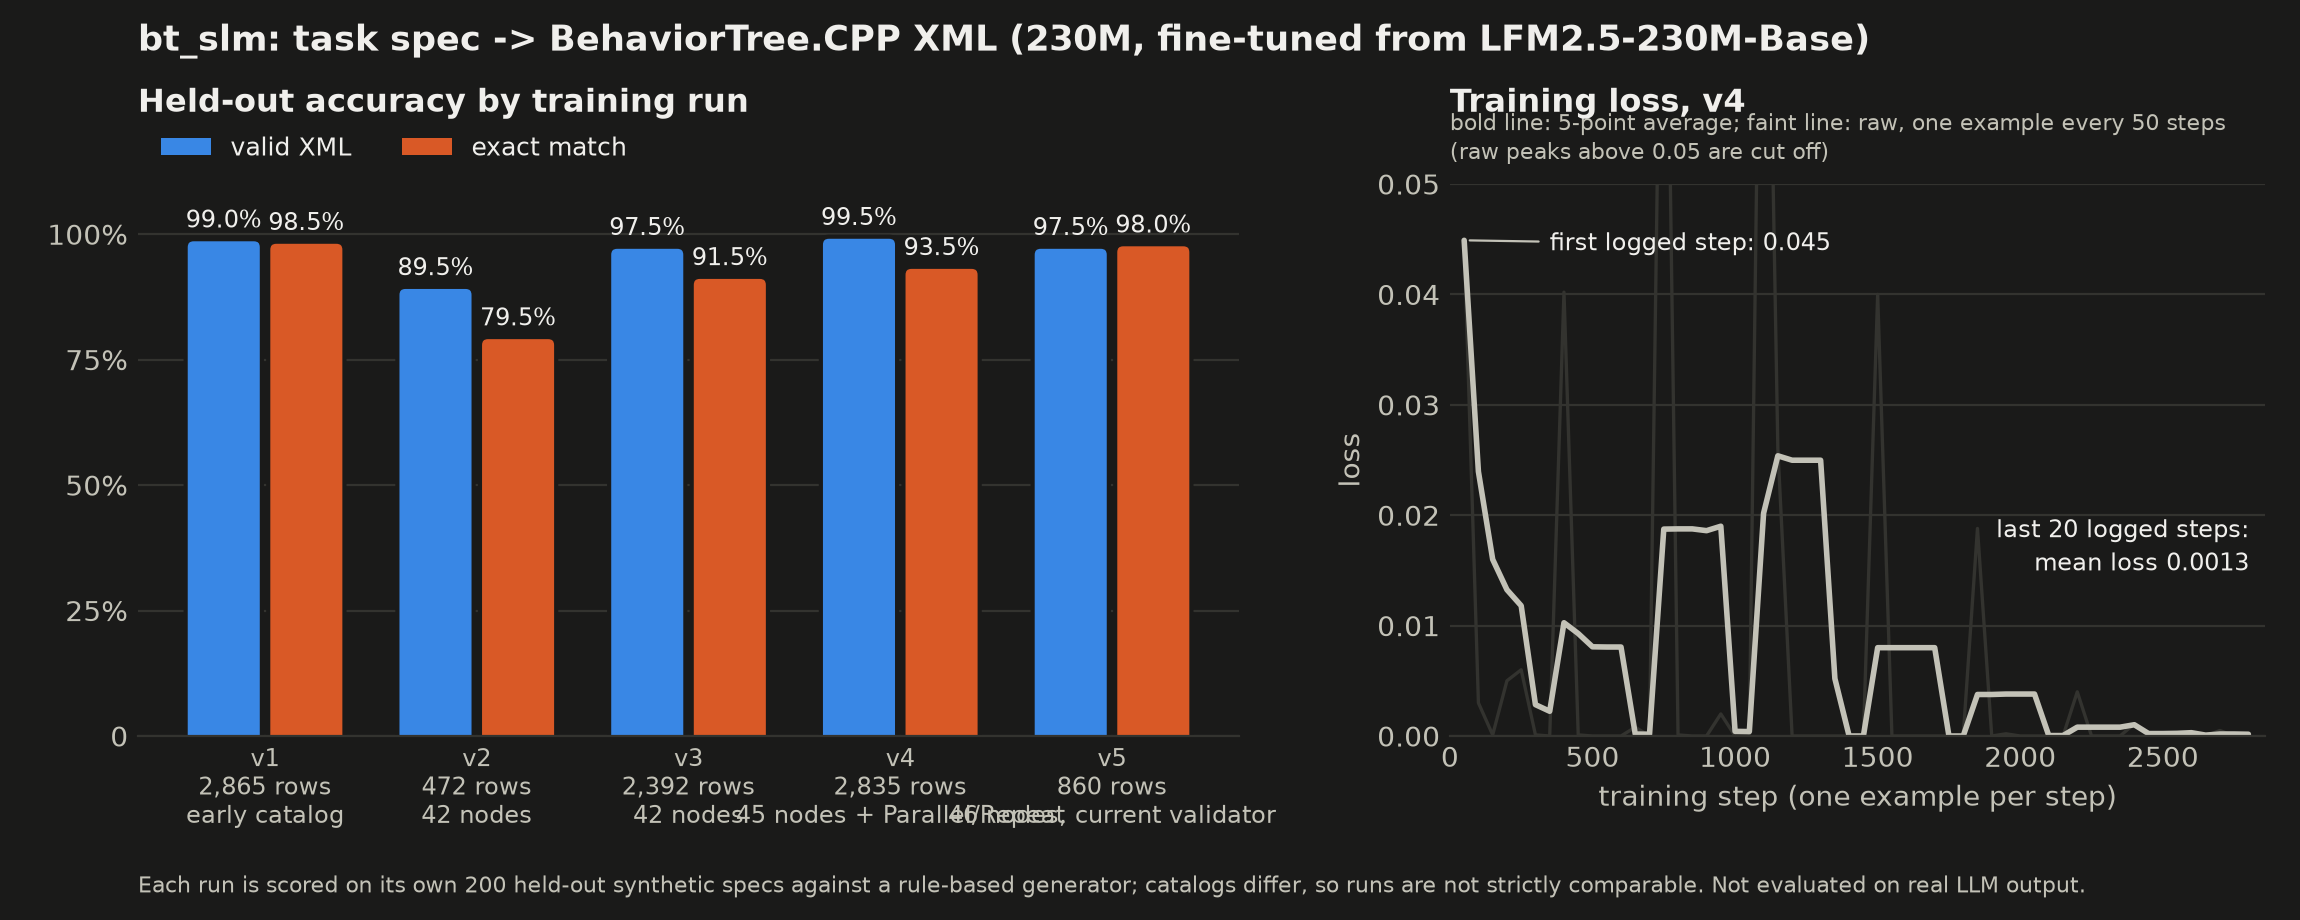 bt_slm: task spec -> BehaviorTree.CPP XML (230M, fine-tuned from LFM2.5-230M-Base)
Held-out accuracy by training run
valid XML
exact match
100%
75%
50%
25%
0
99.0%
98.5%
89.5%
79.5%
97.5%
91.5%
99.5%
93.5%
97.5%
98.0%
v1
2,865 rows
early catalog
v2
472 rows
42 nodes
v3
2,392 rows
42 nodes
v4
2,835 rows
45 nodes + Parallel/Repeat
v5
860 rows
46 nodes, current validator
Training loss, v4
bold line: 5-point average; faint line: raw, one example every 50 steps
(raw peaks above 0.05 are cut off)
0.05
0.04
0.03
0.02
0.01
0.00
loss
first logged step: 0.045
last 20 logged steps:
mean loss 0.0013
0
500
1000
1500
2000
2500
training step (one example per step)
Each run is scored on its own 200 held-out synthetic specs against a rule-based generator; catalogs differ, so runs are not strictly comparable. Not evaluated on real LLM output.